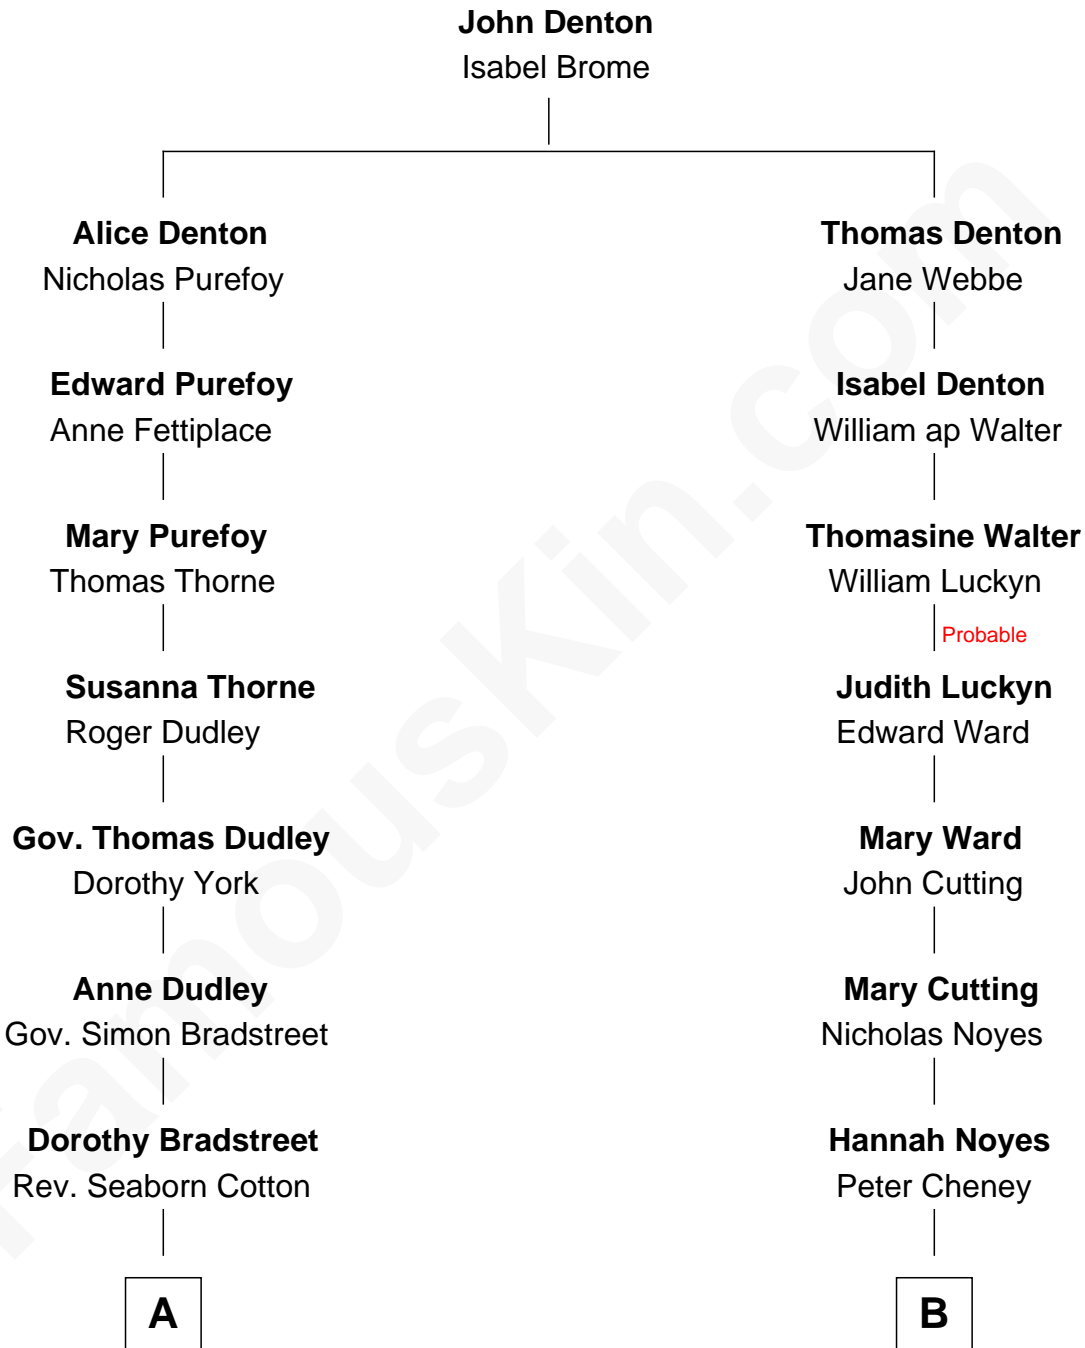 John Denton
Isabel Brome
Alice Denton
Nicholas Purefoy
Thomas Denton
Jane Webbe
Edward Purefoy
Anne Fettiplace
Isabel Denton
William ap Walter
Mary Purefoy
Thomas Thorne
Thomasine Walter
William Luckyn
Probable
Susanna Thorne
Roger Dudley
Judith Luckyn
Edward Ward
Gov. Thomas Dudley
Dorothy York
Mary Ward
John Cutting
Anne Dudley
Gov. Simon Bradstreet
Mary Cutting
Nicholas Noyes
Dorothy Bradstreet
Rev. Seaborn Cotton
Hannah Noyes
Peter Cheney
A
B
FamousKin.com